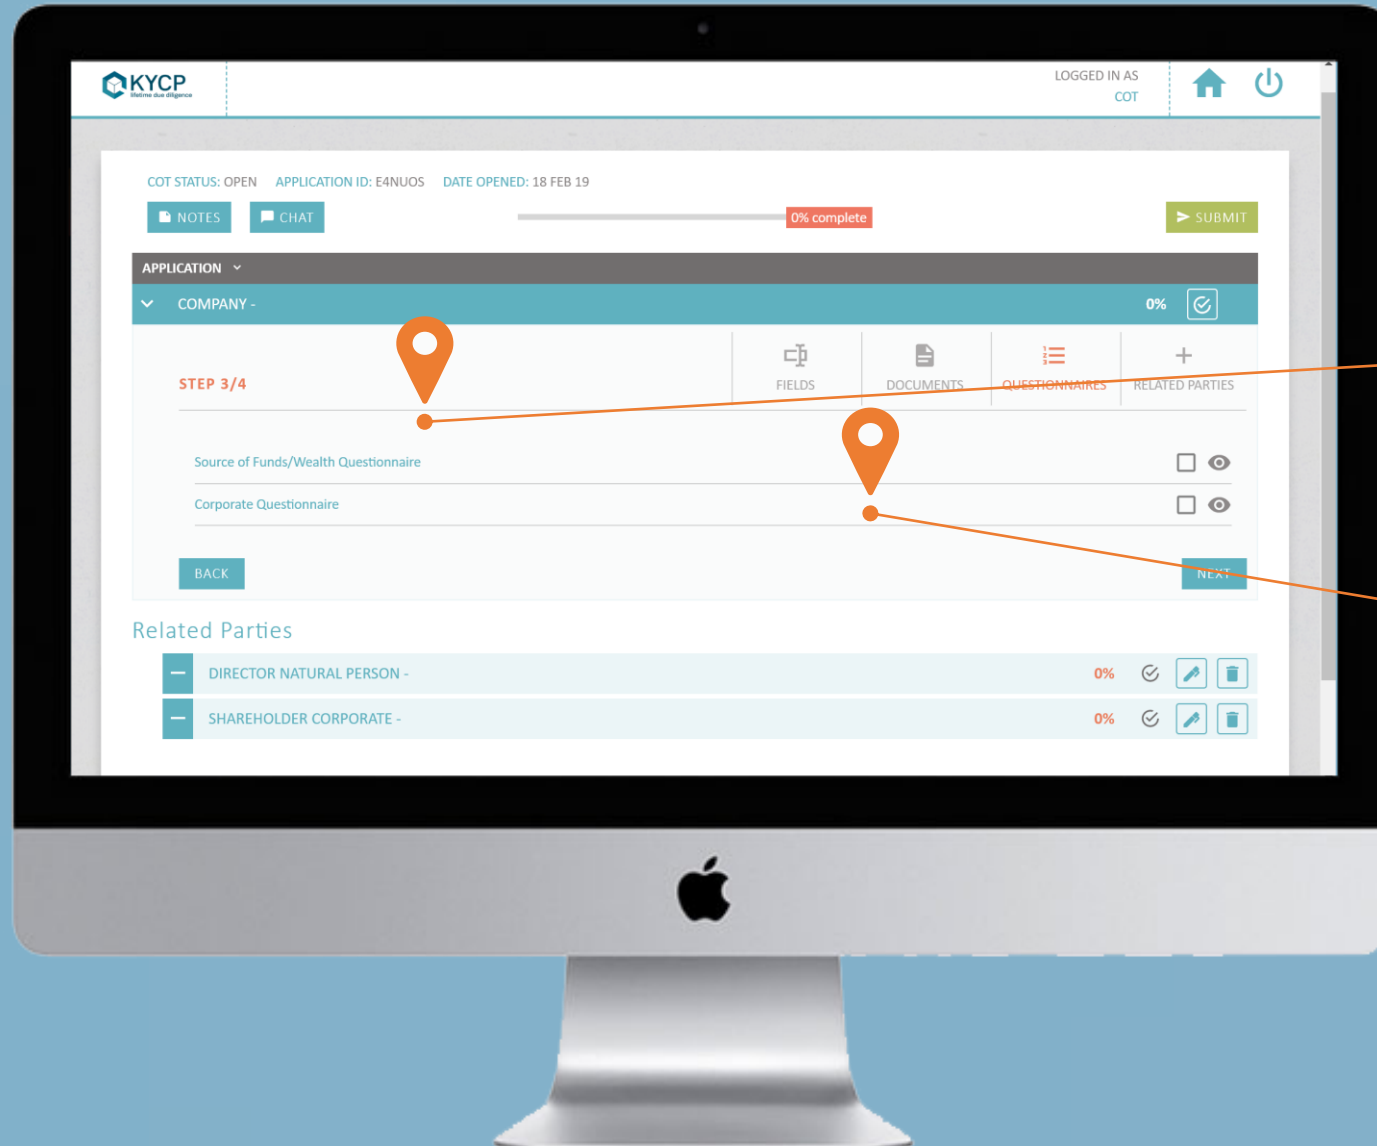 KYCP
lifetime due diligence
LOGGED IN AS
COT
COT STATUS: OPEN APPLICATION ID: E4NUOS DATE OPENED: 18 FEB 19
NOTES CHAT 0% complete SUBMIT
APPLICATION
COMPANY - 0%
STEP 3/4 FIELDS DOCUMENTS QUESTIONNAIRES RELATED PARTIES
Source of Funds/Wealth Questionnaire
Corporate Questionnaire
BACK NEXT
Related Parties
DIRECTOR NATURAL PERSON - 0%
SHAREHOLDER CORPORATE - 0%